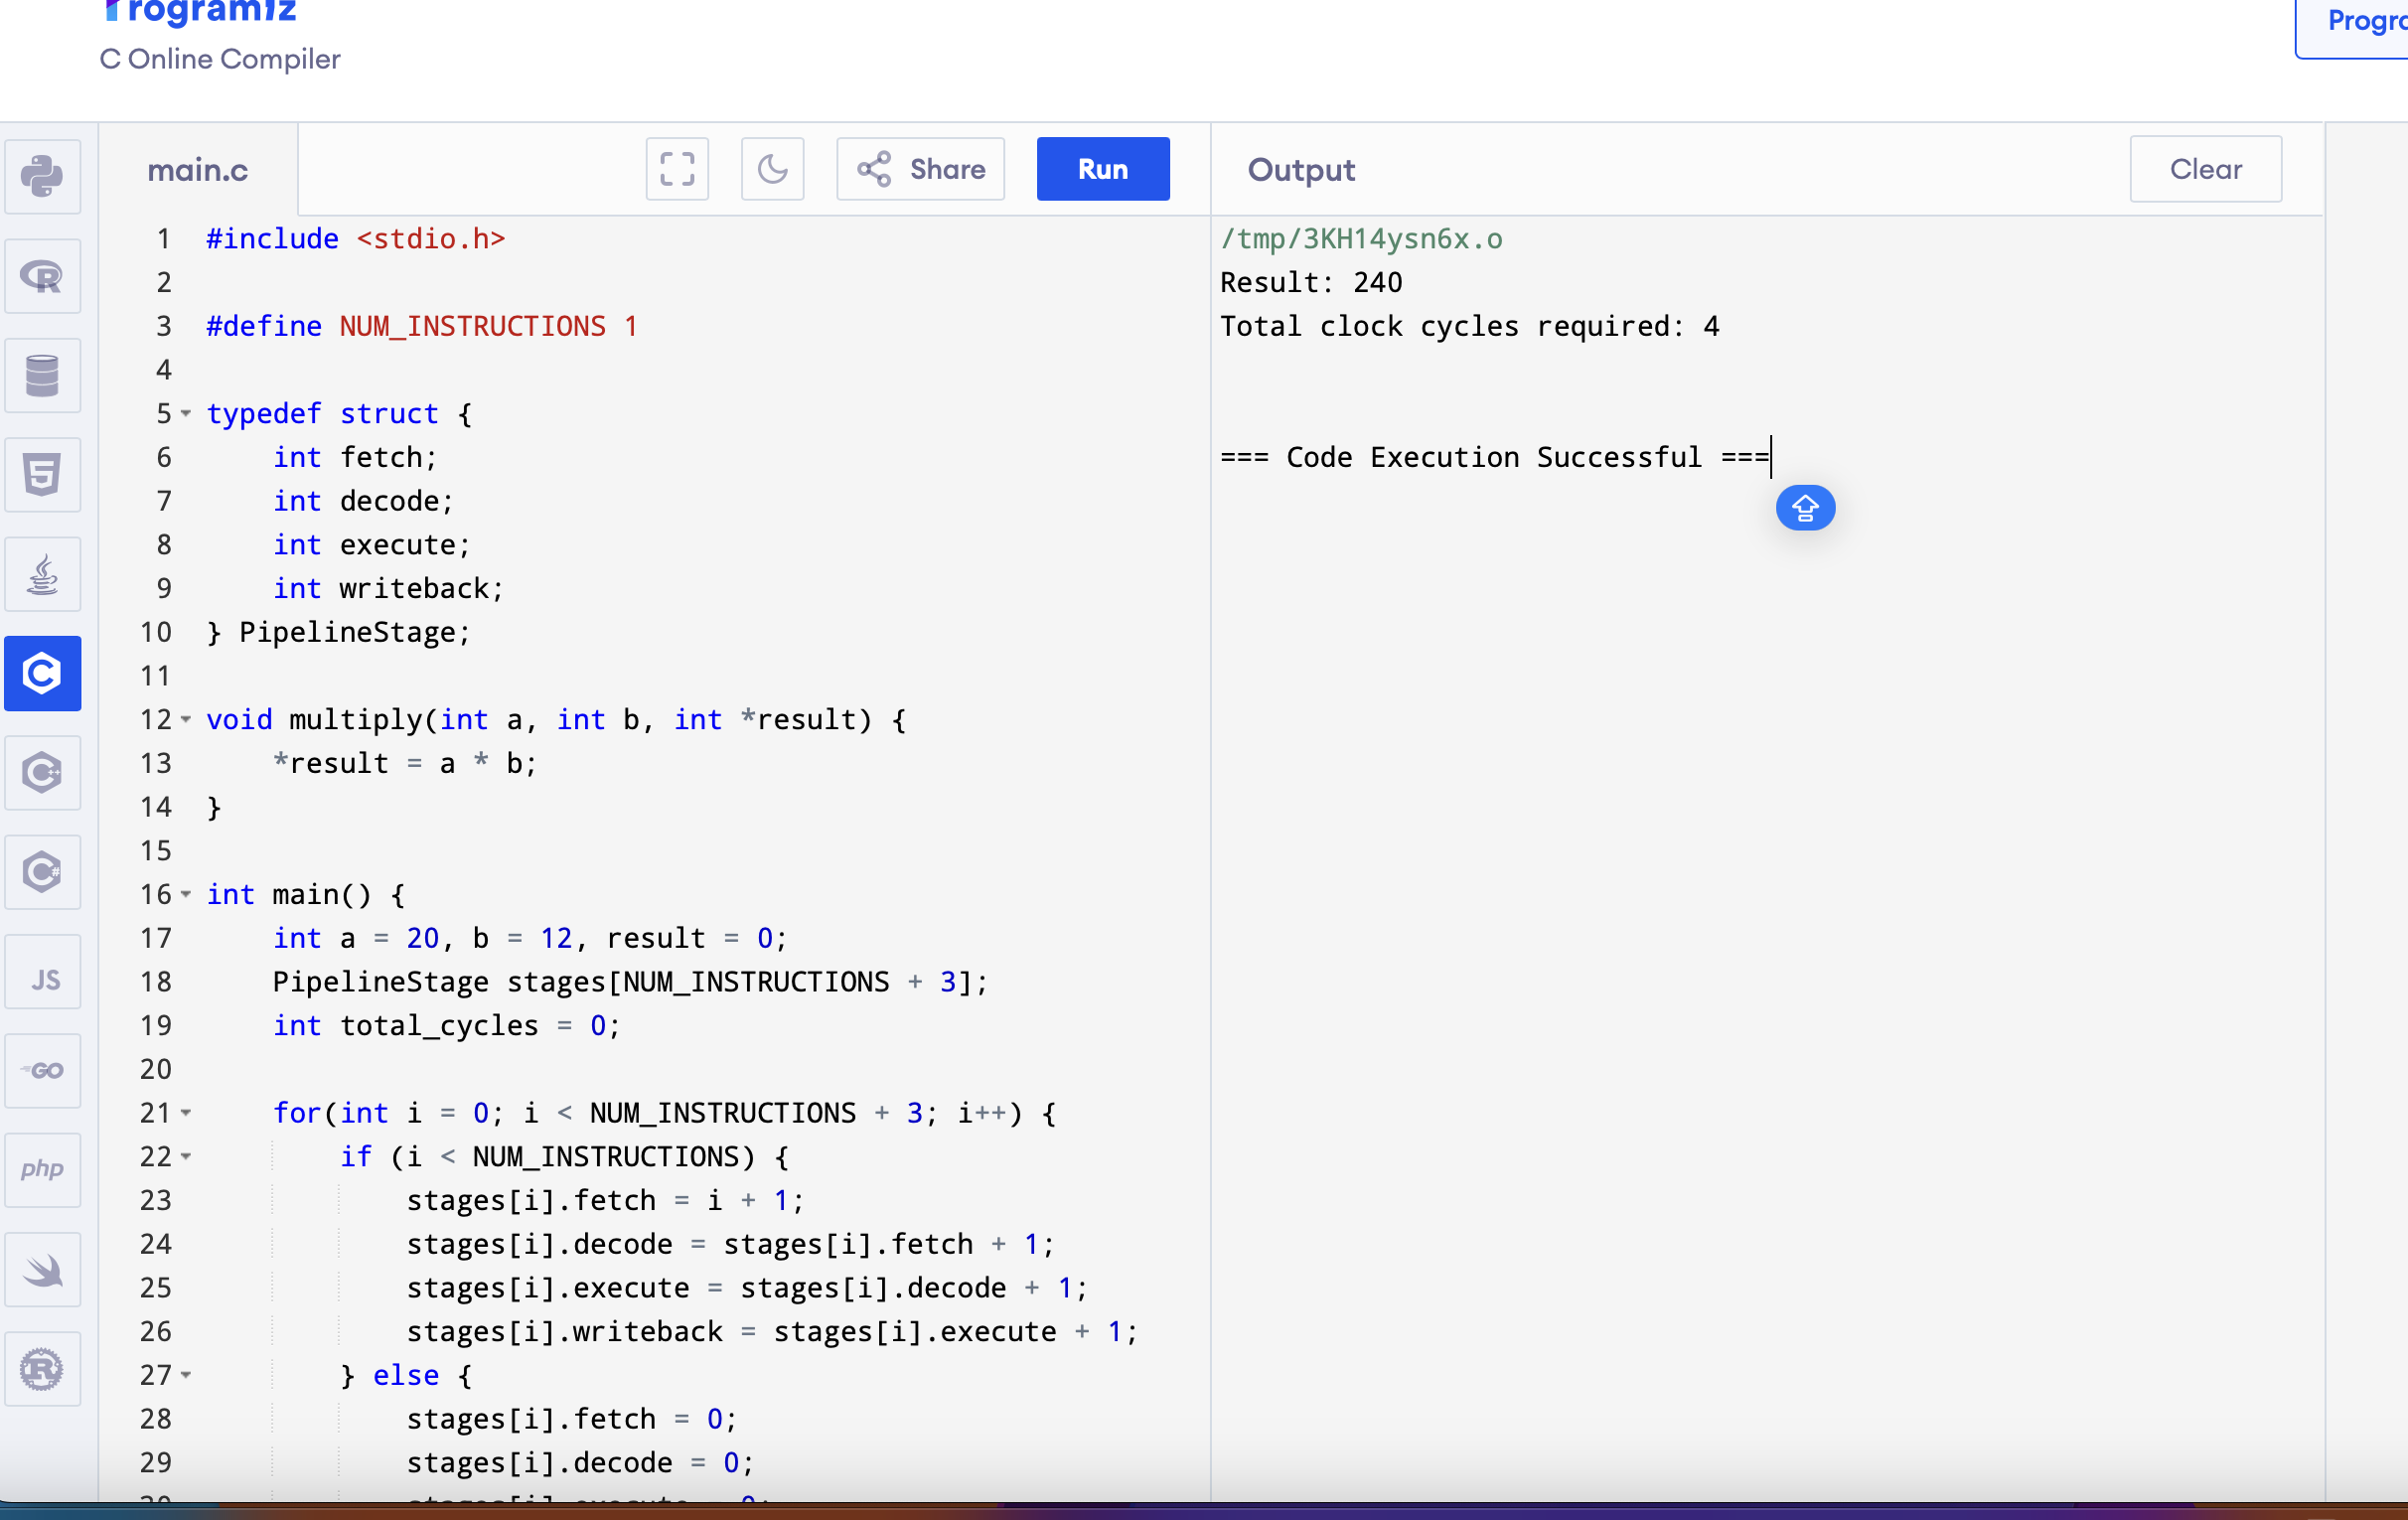 Programiz
C Online Compiler
Progra
main.c
Share
Run
Output
Clear
1 #include <stdio.h>
2
3 #define NUM_INSTRUCTIONS 1
4
5 typedef struct {
6     int fetch;
7     int decode;
8     int execute;
9     int writeback;
10 } PipelineStage;
11
12 void multiply(int a, int b, int *result) {
13     *result = a * b;
14 }
15
16 int main() {
17     int a = 20, b = 12, result = 0;
18     PipelineStage stages[NUM_INSTRUCTIONS + 3];
19     int total_cycles = 0;
20
21     for(int i = 0; i < NUM_INSTRUCTIONS + 3; i++) {
22         if (i < NUM_INSTRUCTIONS) {
23             stages[i].fetch = i + 1;
24             stages[i].decode = stages[i].fetch + 1;
25             stages[i].execute = stages[i].decode + 1;
26             stages[i].writeback = stages[i].execute + 1;
27         } else {
28             stages[i].fetch = 0;
29             stages[i].decode = 0;
30             stages[i].execute = 0;
/tmp/3KH14ysn6x.o
Result: 240
Total clock cycles required: 4
=== Code Execution Successful ===
R
5
C
C++
C#
JS
GO
php
R